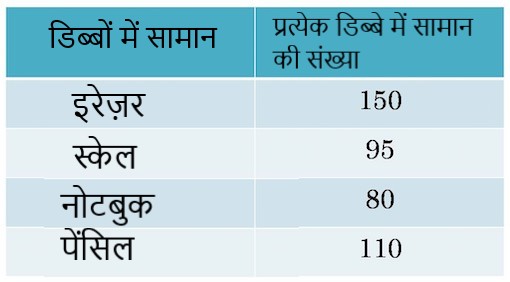 डिब्बों में सामान
प्रत्येक डिब्बे में सामान
की संख्या
इरेज़र 150
स्केल 95
नोटबुक 80
पेंसिल 110